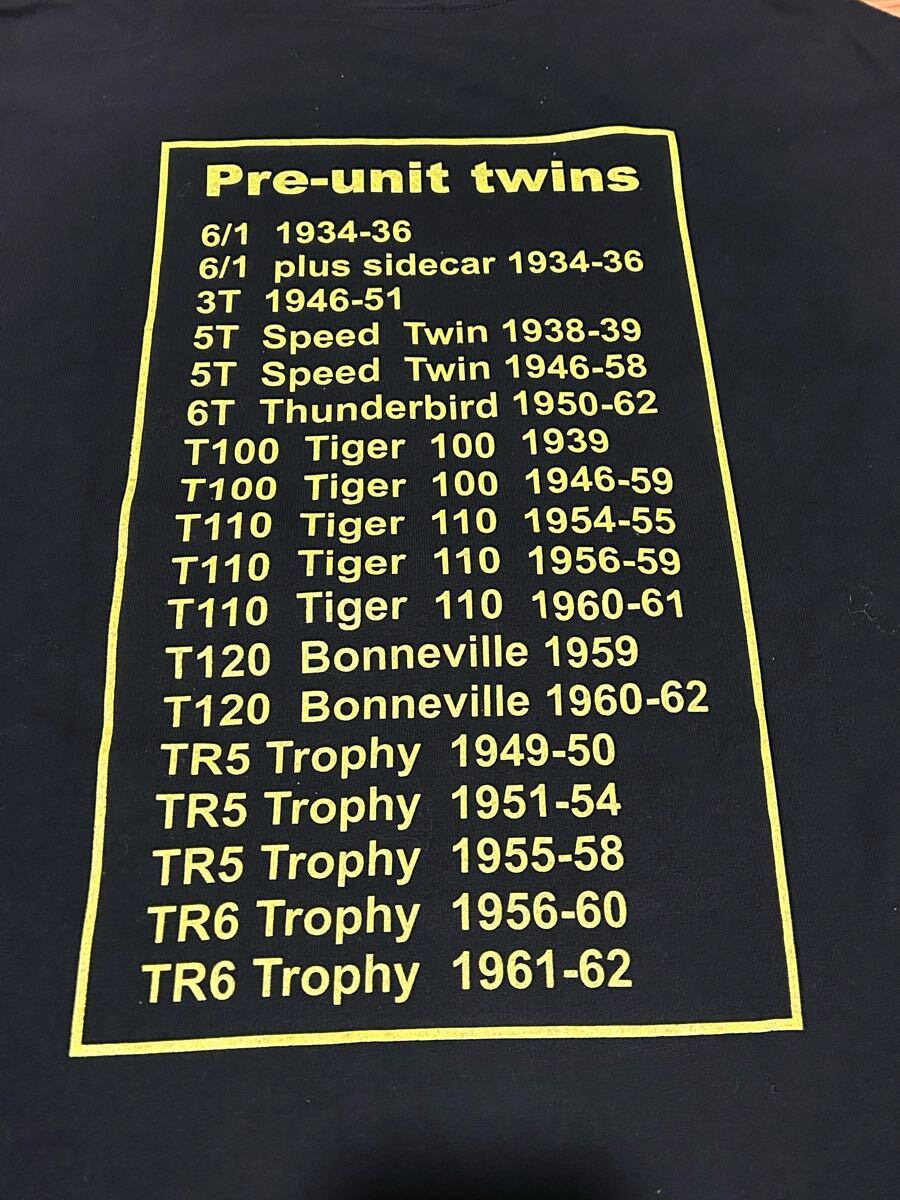 Pre-unit twins
6/1 1934-36
6/1 plus sidecar 1934-36
3T 1946-51
5T Speed Twin 1938-39
5T Speed Twin 1946-58
6T Thunderbird 1950-62
T100 Tiger 100 1939
T100 Tiger 100 1946-59
T110 Tiger 110 1954-55
T110 Tiger 110 1956-59
T110 Tiger 110 1960-61
T120 Bonneville 1959
T120 Bonneville 1960-62
TR5 Trophy 1949-50
TR5 Trophy 1951-54
TR5 Trophy 1955-58
TR6 Trophy 1956-60
TR6 Trophy 1961-62